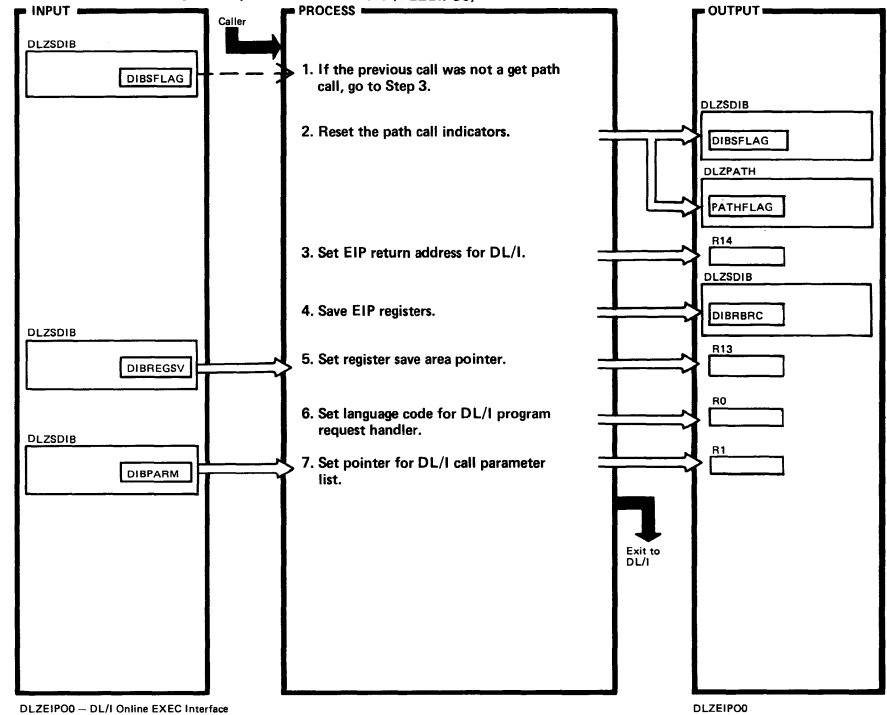 INPUT
PROCESS
OUTPUT
Caller
DLZSDIB
DIBSFLAG
1. If the previous call was not a get path
call, go to Step 3.
2. Reset the path call indicators.
DLZSDIB
DIBSFLAG
DLZPATH
PATHFLAG
3. Set EIP return address for DL/I.
R14
4. Save EIP registers.
DLZSDIB
DIBRBRC
DLZSDIB
DIBREGSV
5. Set register save area pointer.
R13
6. Set language code for DL/I program
request handler.
R0
DLZSDIB
DIBPARM
7. Set pointer for DL/I call parameter
list.
R1
Exit to
DL/I
DLZEIPO0 — DL/I Online EXEC Interface
DLZEIPO0